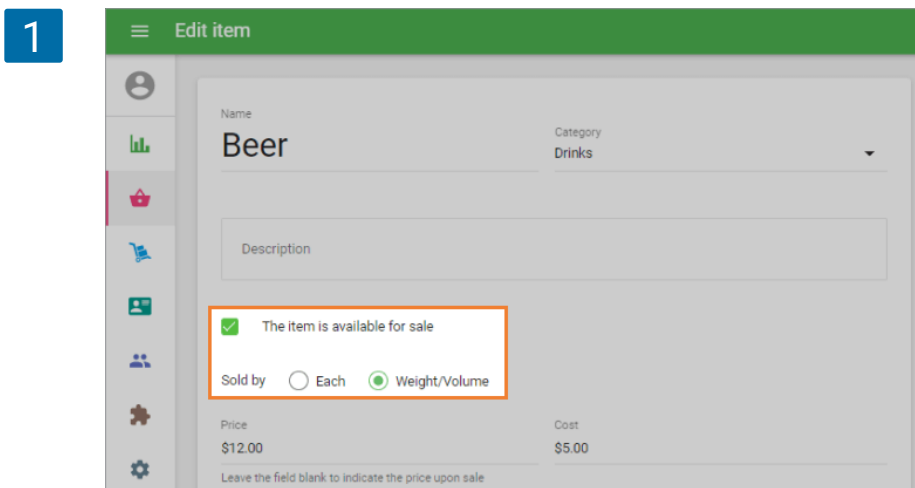 1
Edit item
Name
Beer
Category
Drinks
Description
The item is available for sale
Sold by Each Weight/Volume
Price Cost
$12.00 $5.00
Leave the field blank to indicate the price upon sale